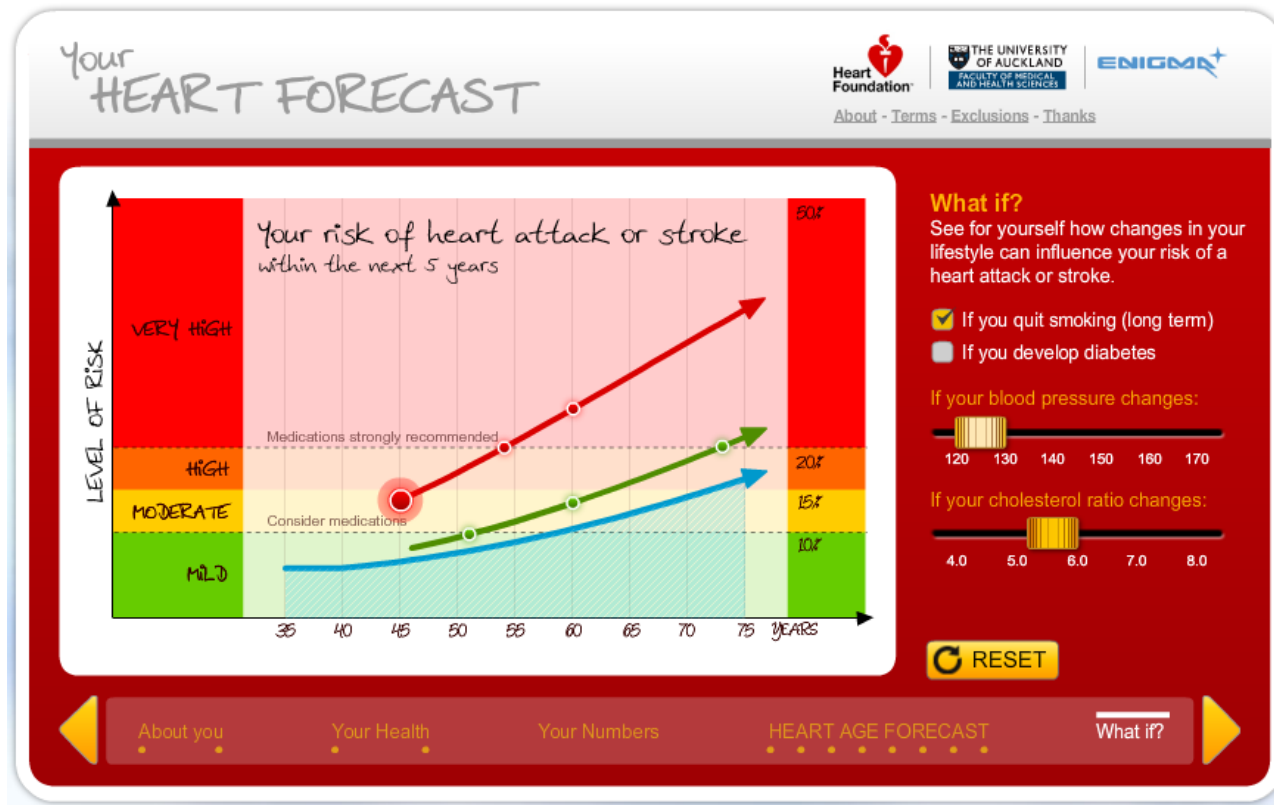 Your
HEART FORECAST
Heart
Foundation
THE UNIVERSITY
OF AUCKLAND
FACULTY OF MEDICAL
AND HEALTH SCIENCES
ENIGMA
About - Terms - Exclusions - Thanks
LEVEL OF RISK
Your risk of heart attack or stroke
within the next 5 years
50%
VERY HIGH
Medications strongly recommended
HIGH
20%
MODERATE
15%
Consider medications
MILD
10%
35 40 45 50 55 60 65 70 75 YEARS
What if?
See for yourself how changes in your
lifestyle can influence your risk of a
heart attack or stroke.
If you quit smoking (long term)
If you develop diabetes
If your blood pressure changes:
120 130 140 150 160 170
If your cholesterol ratio changes:
4.0 5.0 6.0 7.0 8.0
RESET
About you
Your Health
Your Numbers
HEART AGE FORECAST
What if?